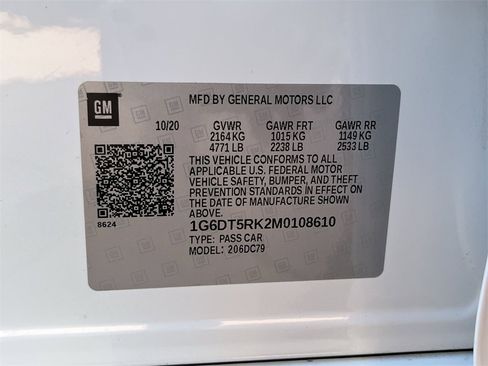 GM
MFD BY GENERAL MOTORS LLC
10/20 GVWR GAWR FRT GAWR RR
2164 KG 1015 KG 1149 KG
4771 LB 2238 LB 2533 LB
THIS VEHICLE CONFORMS TO ALL
APPLICABLE U.S. FEDERAL MOTOR
VEHICLE SAFETY, BUMPER, AND THEFT
PREVENTION STANDARDS IN EFFECT ON
THE DATE OF MANUFACTURE SHOWN
ABOVE.
8624
1G6DT5RK2M0108610
TYPE: PASS CAR
MODEL: 206DC79